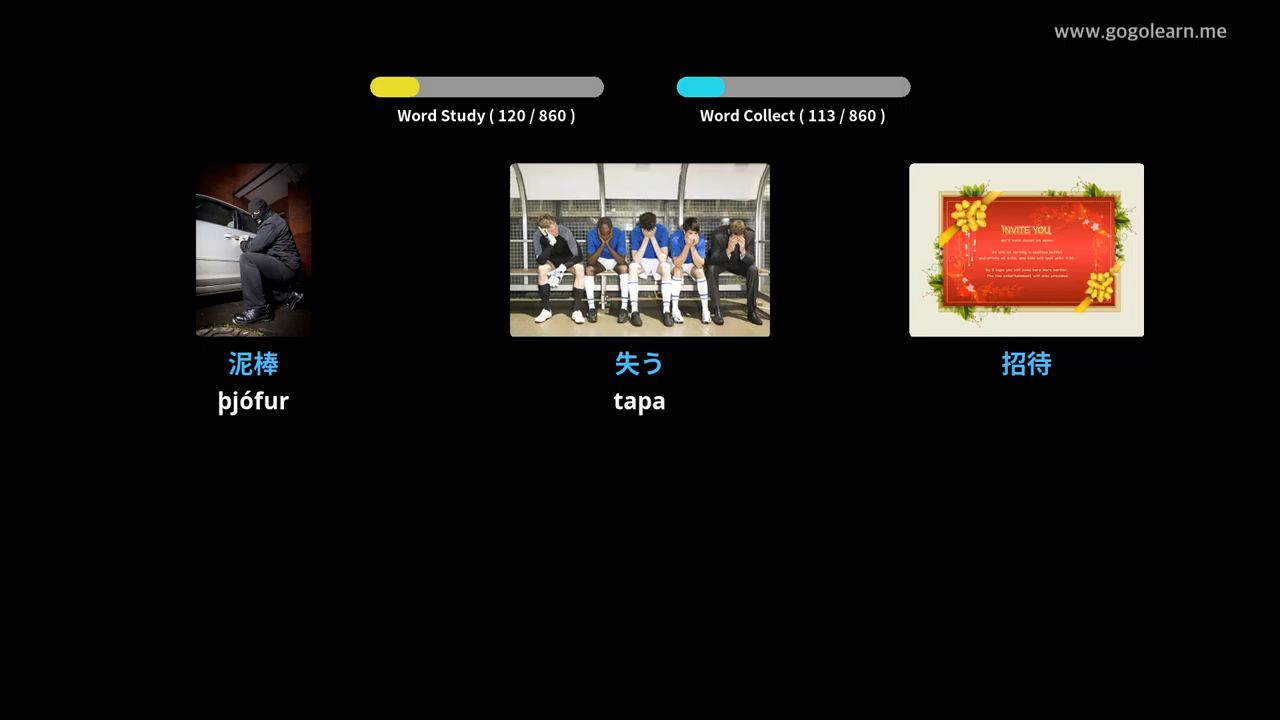 www.gogolearn.me
Word Study ( 120 / 860 )
Word Collect ( 113 / 860 )
INVITE YOU
泥棒
失う
招待
þjófur
tapa